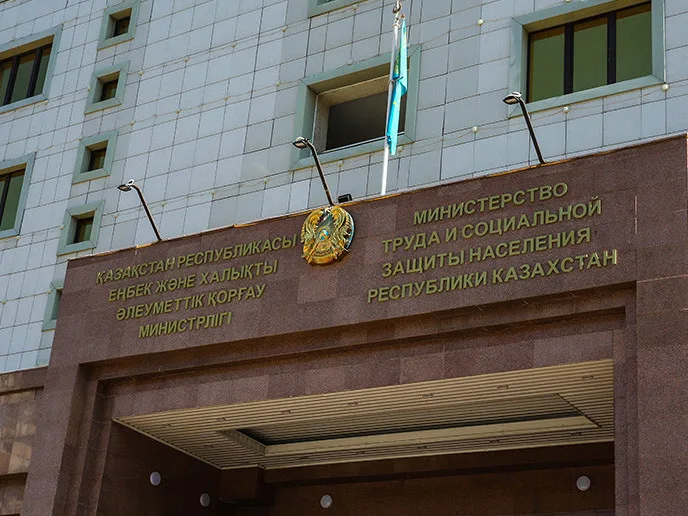 ҚАЗАҚСТАН РЕСПУБЛИКАСЫ
ЕҢБЕК ЖӘНЕ ХАЛЫҚТЫ
ӘЛЕУМЕТТІК ҚОРҒАУ
МИНИСТРЛІГІ
МИНИСТЕРСТВО
ТРУДА И СОЦИАЛЬНОЙ
ЗАЩИТЫ НАСЕЛЕНИЯ
РЕСПУБЛИКИ КАЗАХСТАН